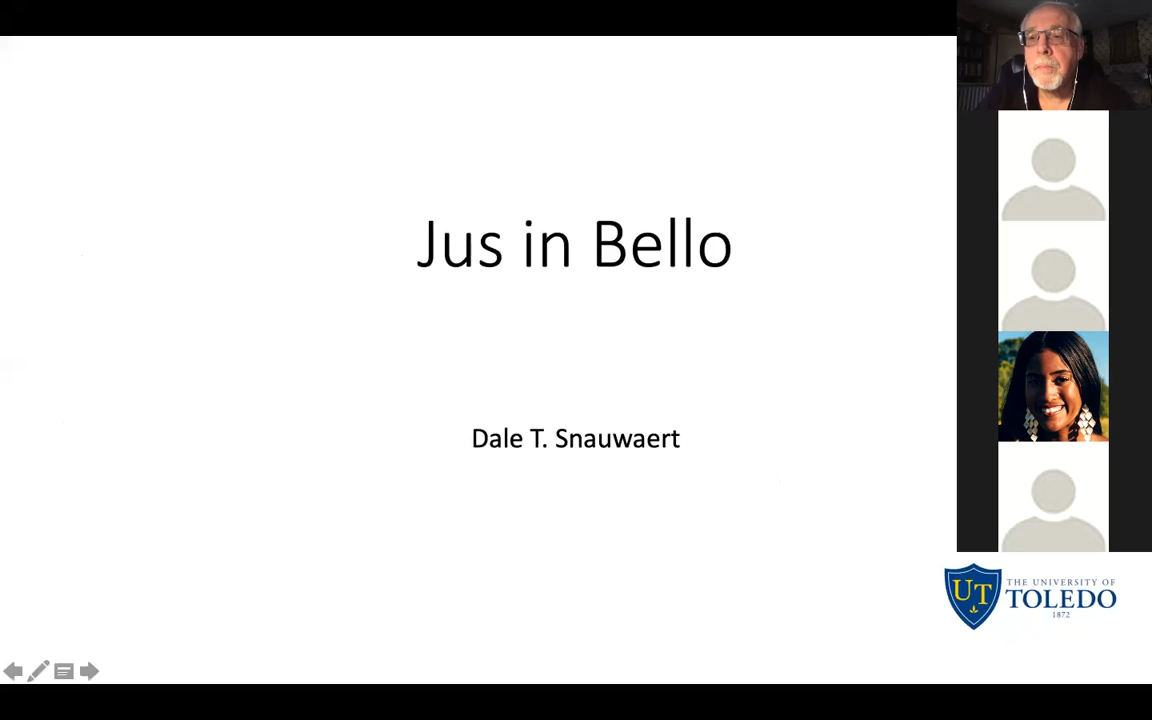 Jus in Bello
Dale T. Snauwaert
UT
THE UNIVERSITY OF
TOLEDO
1872